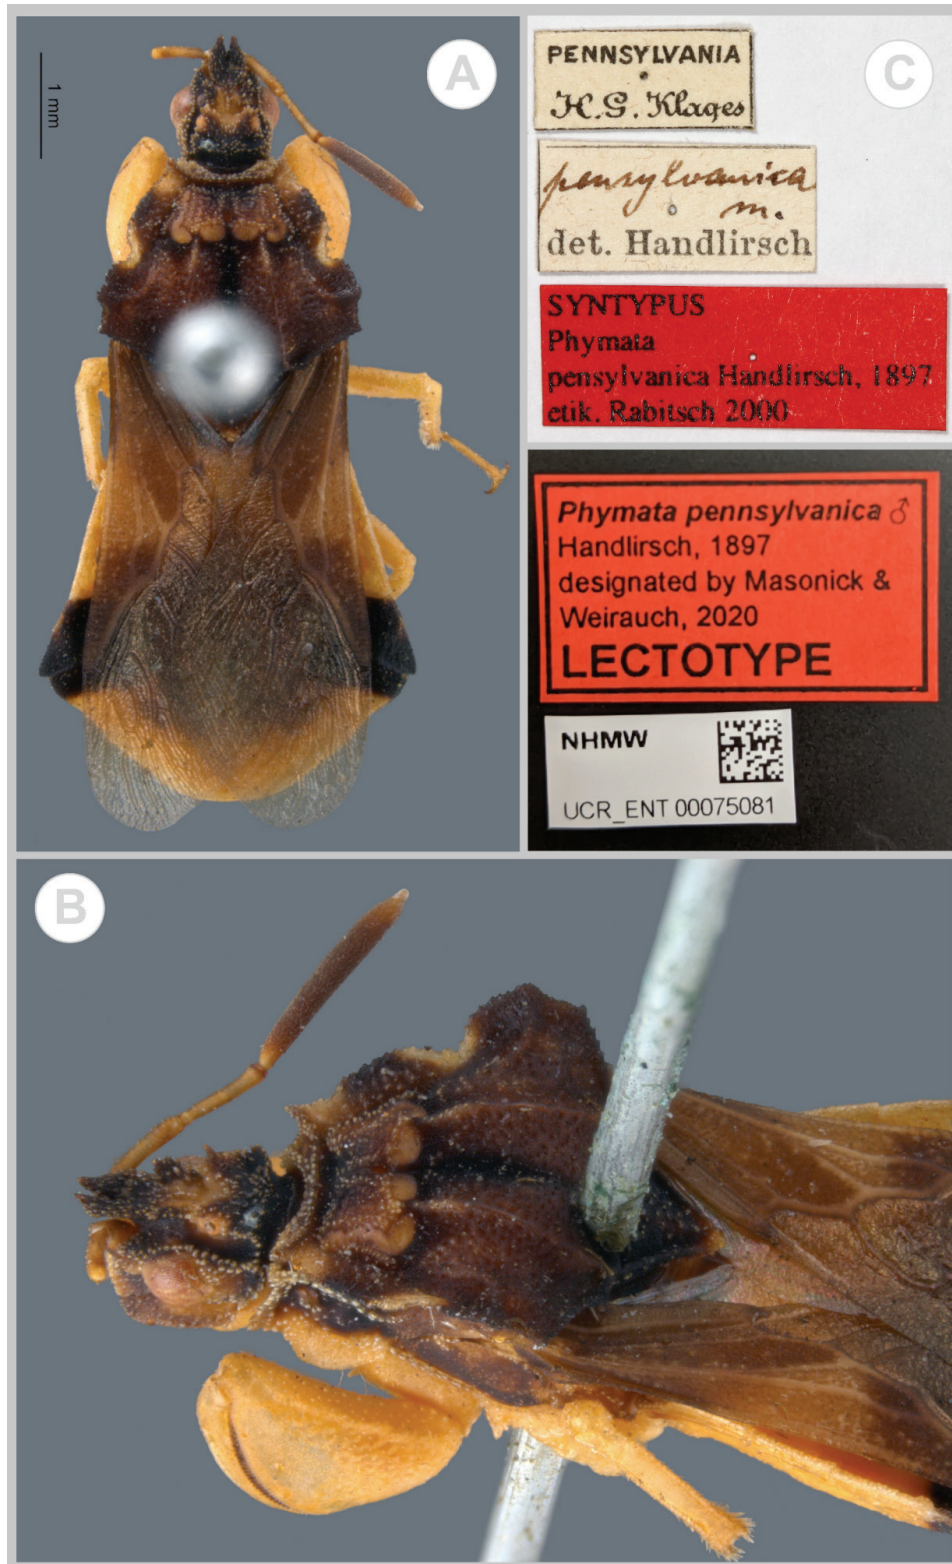 A
1 mm
C
PENNSYLVANIA
H.G. Klages
pensylvanica
m.
det. Handlirsch
SYNTYPUS
Phymata
pensylvanica Handlirsch, 1897
etik. Rabitsch 2000
Phymata pennsylvanica ♂
Handlirsch, 1897
designated by Masonick &
Weirauch, 2020
LECTOTYPE
NHMW
UCR_ENT 00075081
B